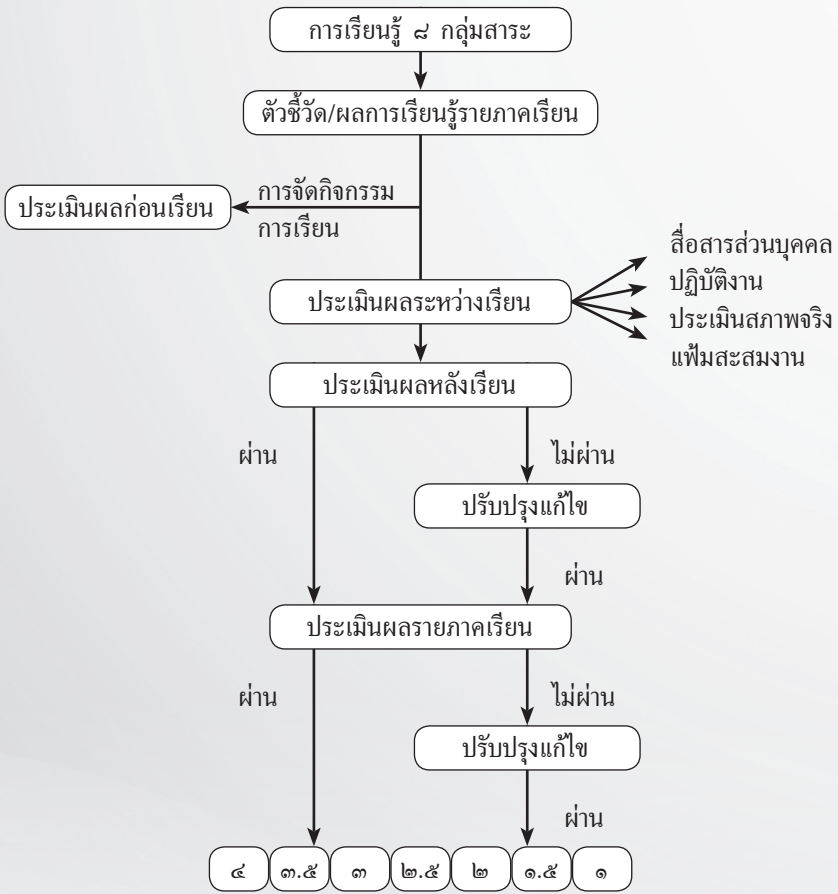 การเรียนรู้ ๘ กลุ่มสาระ
ตัวชี้วัด/ผลการเรียนรู้รายภาคเรียน
การจัดกิจกรรม
ประเมินผลก่อนเรียน
การเรียน
สื่อสารส่วนบุคคล
ปฏิบัติงาน
ประเมินผลระหว่างเรียน
ประเมินสภาพจริง
แฟ้มสะสมงาน
ประเมินผลหลังเรียน
ผ่าน ไม่ผ่าน
ปรับปรุงแก้ไข
ผ่าน
ประเมินผลรายภาคเรียน
ผ่าน ไม่ผ่าน
ปรับปรุงแก้ไข
ผ่าน
๔ ๓.๕ ๓ ๒.๕ ๒ ๑.๕ ๑